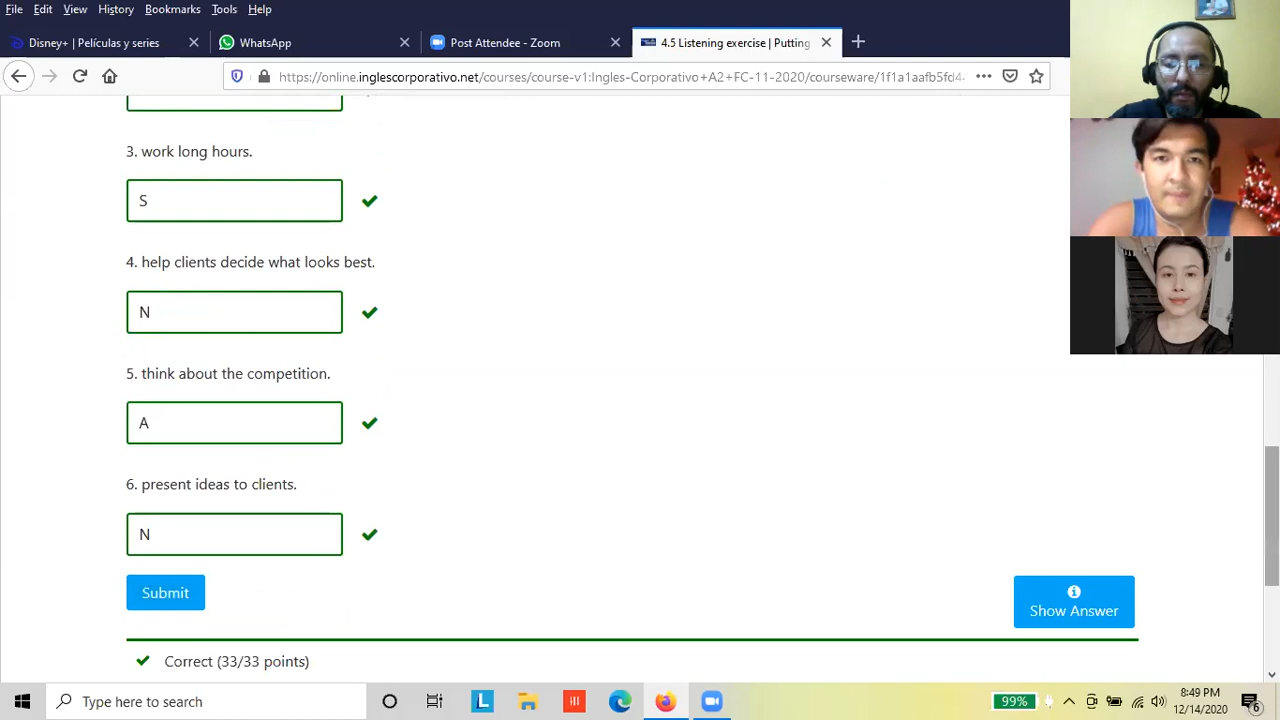 File Edit View History Bookmarks Tools Help
Disney+ | Películas y series
WhatsApp
Post Attendee - Zoom
4.5 Listening exercise | Putting
https://online.inglescorporativo.net/courses/course-v1:Ingles-Corporativo+A2+FC-11-2020/courseware/1f1a1aafb5fd4
3. work long hours.
S
4. help clients decide what looks best.
N
5. think about the competition.
A
6. present ideas to clients.
N
Submit
Show Answer
Correct (33/33 points)
Type here to search
99%
8:49 PM
12/14/2020
6